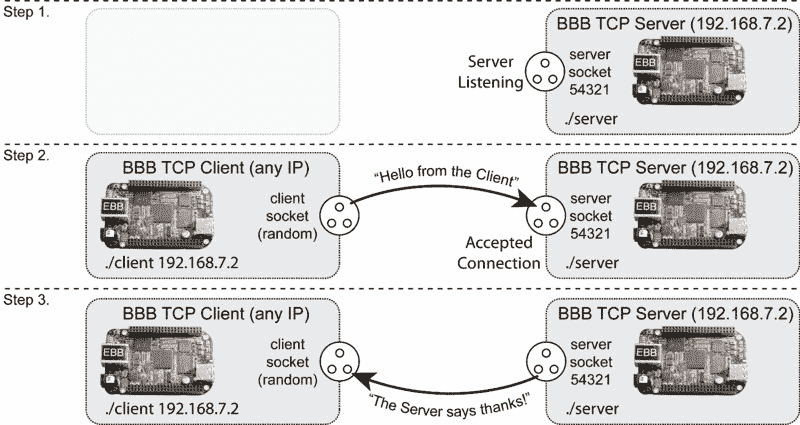 Step 1.
BBB TCP Server (192.168.7.2)
Server
Listening
server
socket
54321
EBB
./server
Step 2.
BBB TCP Client (any IP)
EBB
client
socket
(random)
./client 192.168.7.2
“Hello from the Client”
Accepted
Connection
BBB TCP Server (192.168.7.2)
server
socket
54321
EBB
./server
Step 3.
BBB TCP Client (any IP)
EBB
client
socket
(random)
./client 192.168.7.2
“The Server says thanks!”
BBB TCP Server (192.168.7.2)
server
socket
54321
EBB
./server